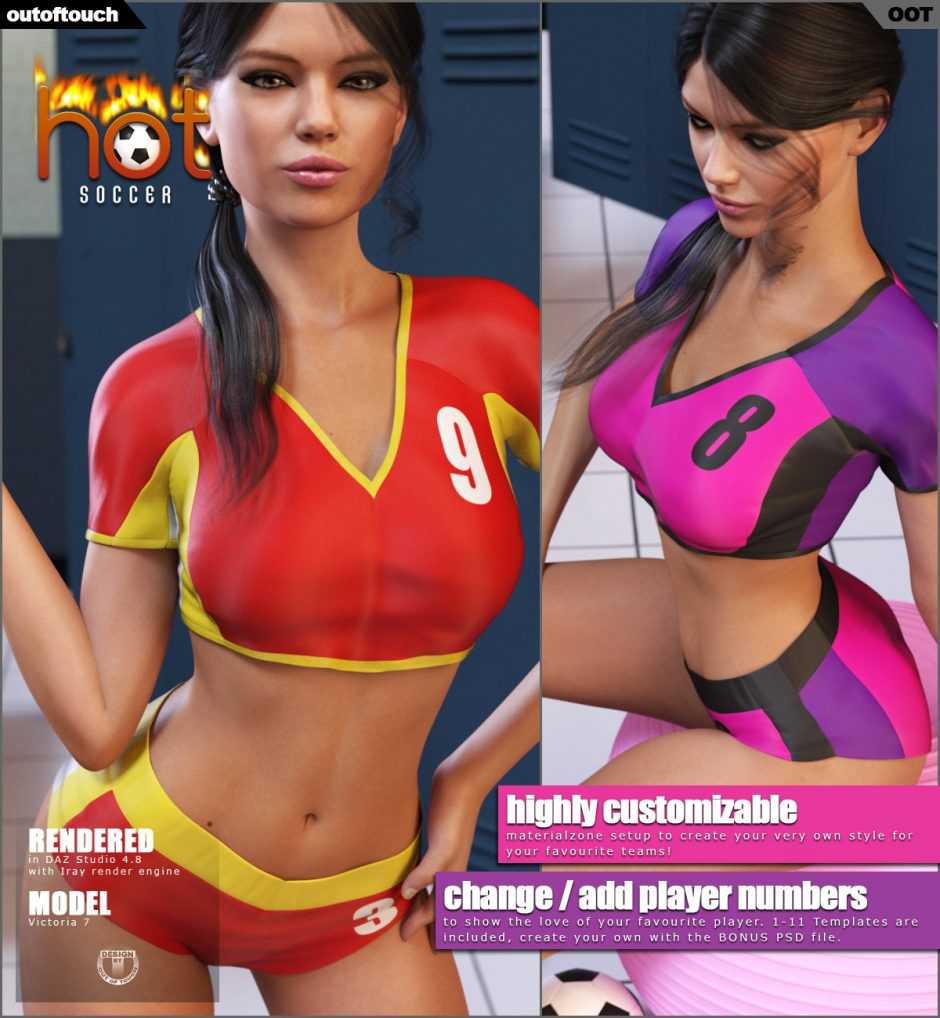 outoftouch
OOT
hot
SOCCER
9
8
3
RENDERED
in DAZ Studio 4.8
with Iray render engine
MODEL
Victoria 7
DESIGN
BY
OUT OF TOUCH
highly customizable
materialzone setup to create your very own style for
your favourite teams!
change / add player numbers
to show the love of your favourite player. 1-11 Templates are
included, create your own with the BONUS PSD file.